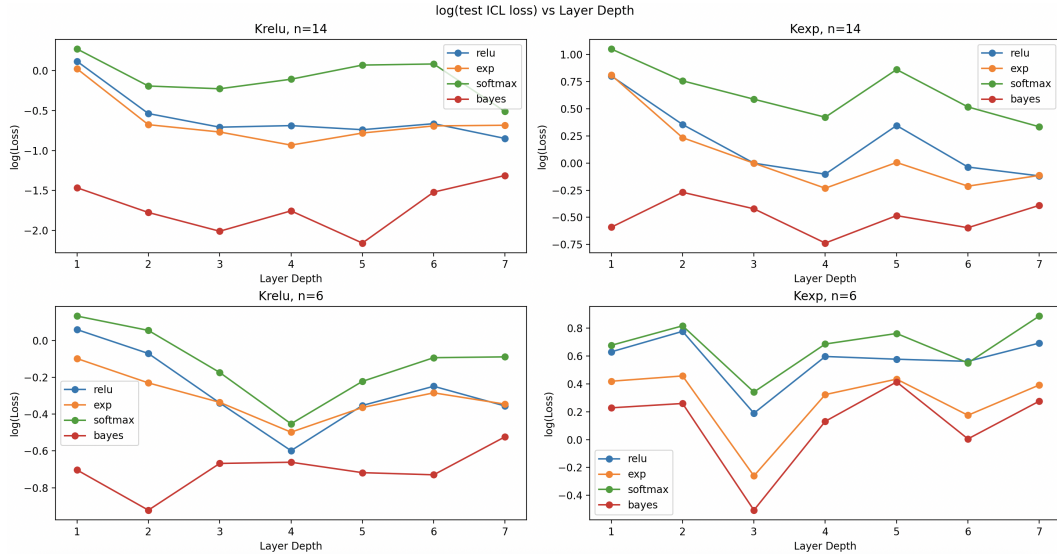 log(test ICL loss) vs Layer Depth
Krelu, n=14
log(Loss)
0.0
−0.5
−1.0
−1.5
−2.0
1 2 3 4 5 6 7
Layer Depth
relu
exp
softmax
bayes
Kexp, n=14
log(Loss)
1.00
0.75
0.50
0.25
0.00
−0.25
−0.50
−0.75
1 2 3 4 5 6 7
Layer Depth
relu
exp
softmax
bayes
Krelu, n=6
log(Loss)
0.0
−0.2
−0.4
−0.6
−0.8
1 2 3 4 5 6 7
Layer Depth
relu
exp
softmax
bayes
Kexp, n=6
log(Loss)
0.8
0.6
0.4
0.2
0.0
−0.2
−0.4
1 2 3 4 5 6 7
Layer Depth
relu
exp
softmax
bayes